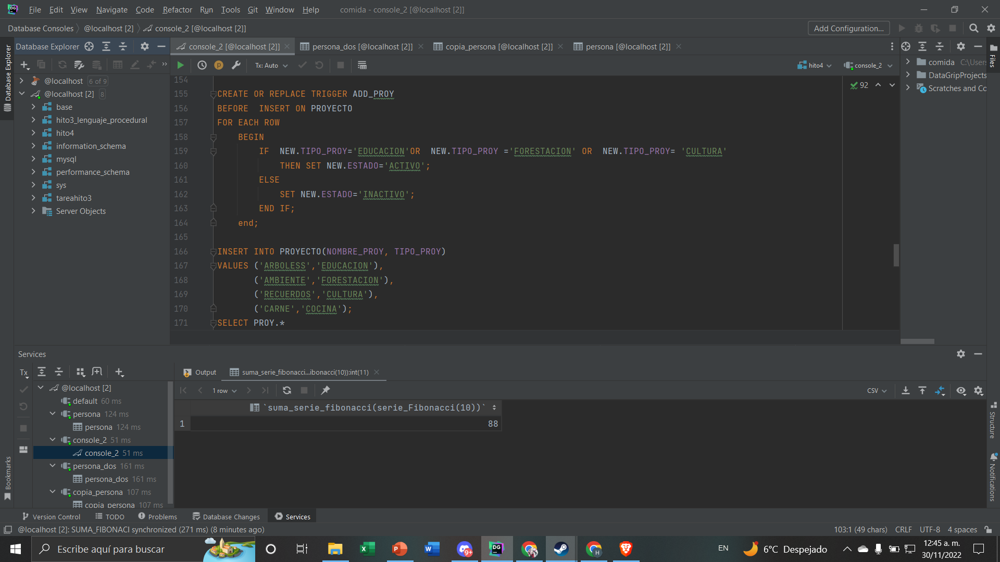 File Edit View Navigate Code Refactor Run Tools Git Window Help comida - console_2 [@localhost [2]]
Database Consoles @localhost [2] console_2 [@localhost [2]] Add Configuration...
Database Explorer console_2 [@localhost [2]] persona_dos [@localhost [2]] copia_persona [@localhost [2]] persona [@localhost [2]]
Tx: Auto hito4 console_2
Database Explorer
@localhost 6 of 9
@localhost [2] 8
base
hito3_lenguaje_procedural
hito4
information_schema
mysql
performance_schema
sys
tareahito3
Server Objects
154
155 CREATE OR REPLACE TRIGGER ADD_PROY
156 BEFORE  INSERT ON PROYECTO
157 FOR EACH ROW
158     BEGIN
159         IF  NEW.TIPO_PROY='EDUCACION'OR  NEW.TIPO_PROY ='FORESTACION' OR  NEW.TIPO_PROY= 'CULTURA'
160             THEN SET NEW.ESTADO='ACTIVO';
161         ELSE
162             SET NEW.ESTADO='INACTIVO';
163         END IF;
164     end;
165
166 INSERT INTO PROYECTO(NOMBRE_PROY, TIPO_PROY)
167 VALUES ('ARBOLESS','EDUCACION'),
168        ('AMBIENTE','FORESTACION'),
169        ('RECUERDOS','CULTURA'),
170        ('CARNE','COCINA');
171 SELECT PROY.*
92
comida C:\Users
DataGripProjects
Scratches and Co
Files
Structure
Notifications
Bookmarks
Services
Tx
@localhost [2]
default 60 ms
persona 124 ms
persona 124 ms
console_2 51 ms
console_2 51 ms
persona_dos 161 ms
persona_dos 161 ms
copia_persona 107 ms
copia_persona 107 ms
Output suma_serie_fibonacci...ibonacci(10)):int(11)
1 row CSV
`suma_serie_fibonacci(serie_Fibonacci(10))`
1 88
Version Control TODO Problems Database Changes Services
@localhost [2]: SUMA_FIBONACI synchronized (271 ms) (8 minutes ago) 103:1 (49 chars) CRLF UTF-8 4 spaces
Escribe aquí para buscar 9+ DG EN 6°C Despejado 12:45 a. m.
30/11/2022